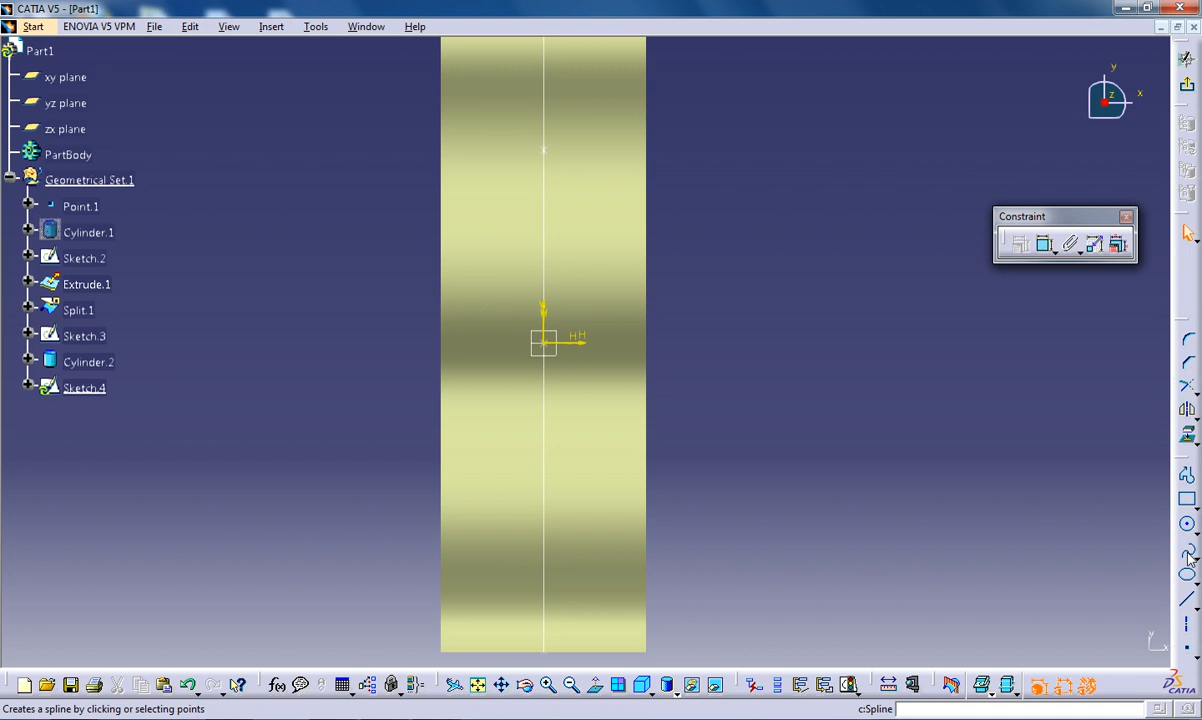 CATIA V5 - [Part1]
Start ENOVIA V5 VPM File Edit View Insert Tools Window Help
Part1
xy plane
yz plane
zx plane
PartBody
Geometrical Set.1
Point.1
Cylinder.1
Sketch.2
Extrude.1
Split.1
Sketch.3
Cylinder.2
Sketch.4
y
z
x
Constraint
V
H H
y
x
f(x)
CATIA
Creates a spline by clicking or selecting points
c:Spline